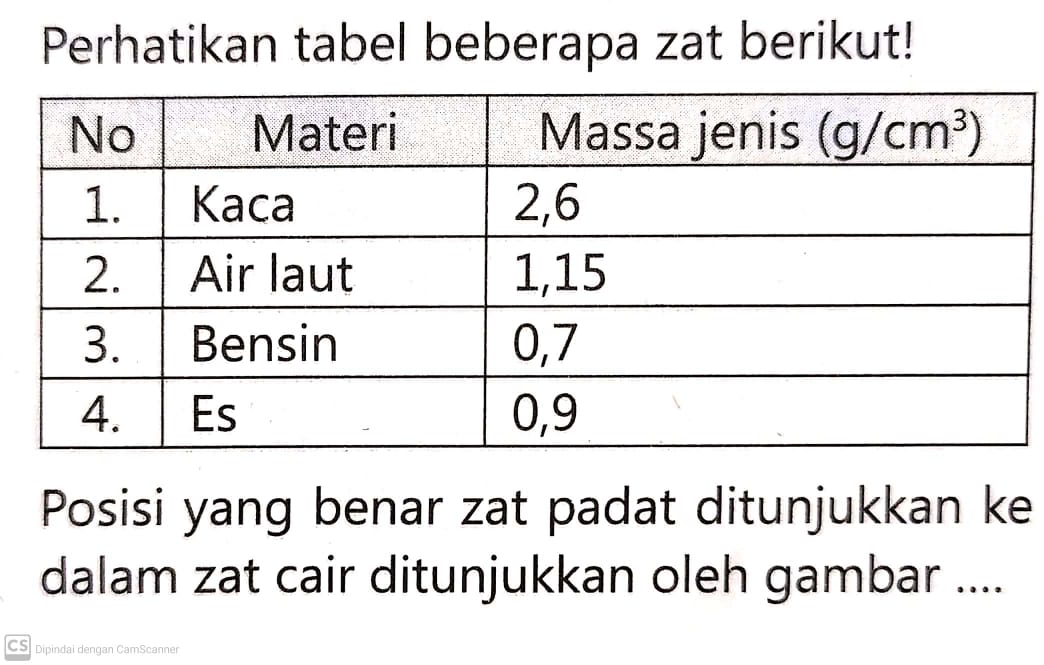 Perhatikan tabel beberapa zat berikut!
No Materi Massa jenis (g/cm³)
1. Kaca 2,6
2. Air laut 1,15
3. Bensin 0,7
4. Es 0,9
Posisi yang benar zat padat ditunjukkan ke
dalam zat cair ditunjukkan oleh gambar ....
CS Dipindai dengan CamScanner